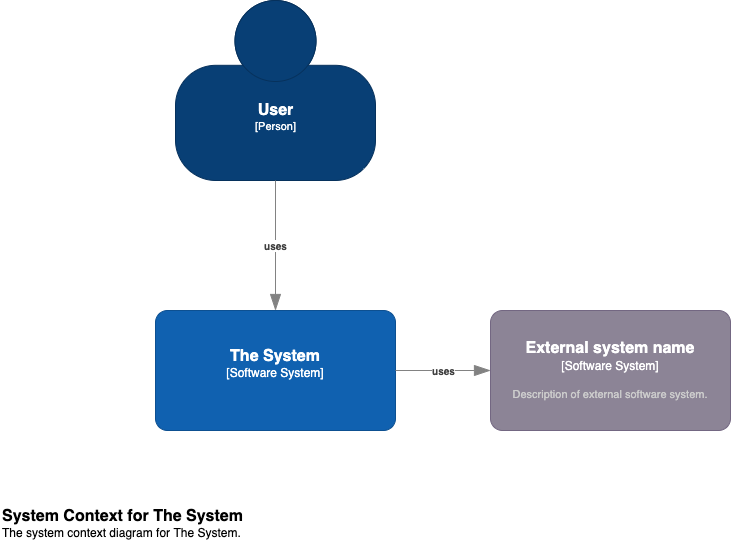 User
[Person]
uses
The System
[Software System]
uses
External system name
[Software System]
Description of external software system.
System Context for The System
The system context diagram for The System.